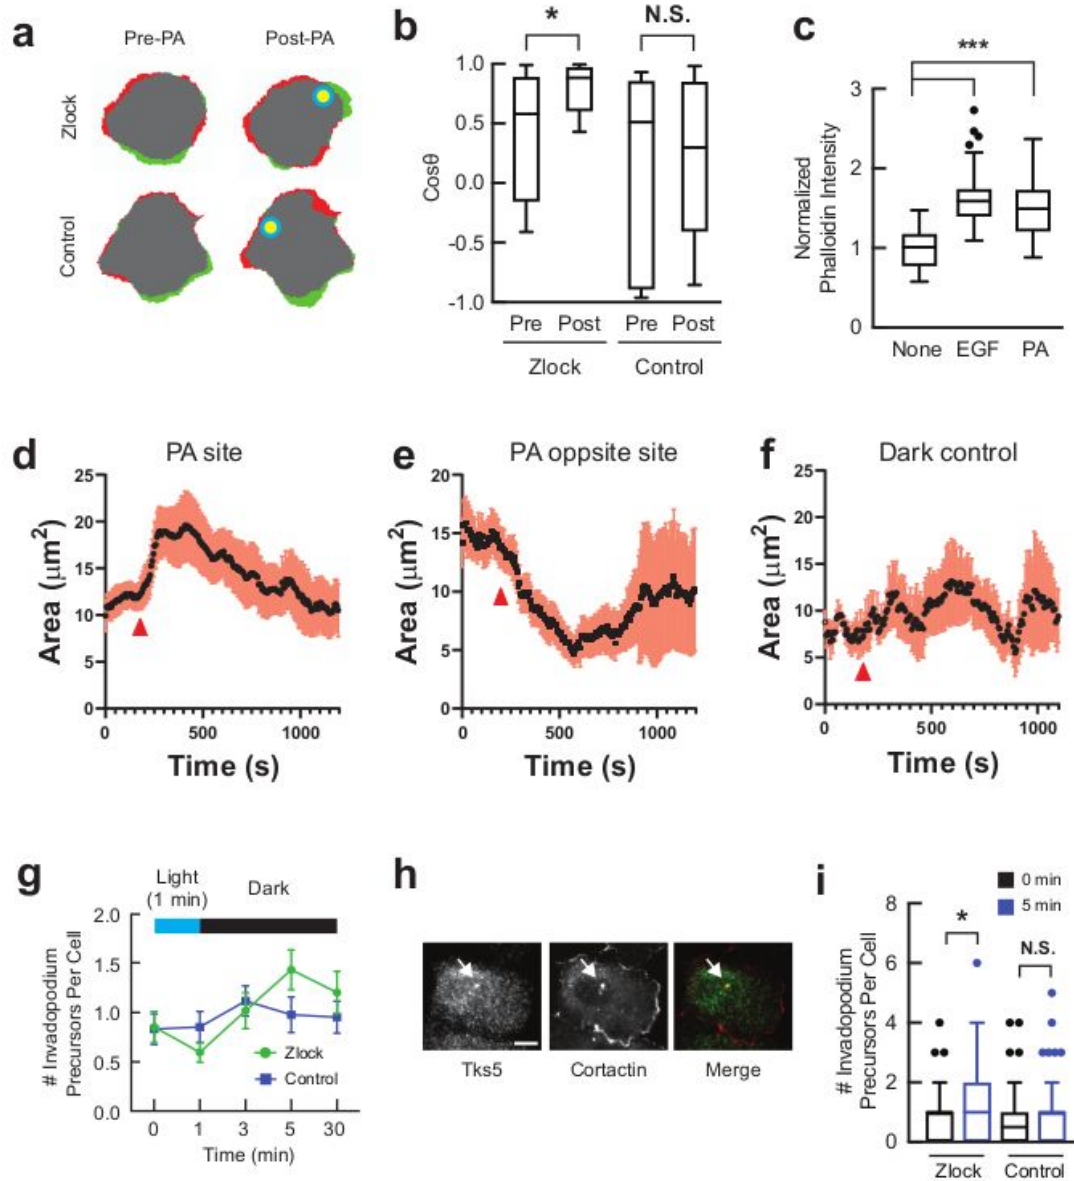 a
Pre-PA
Post-PA
Zlock
Control
b
*
N.S.
Cosθ
1.0
0.5
0.0
-0.5
-1.0
Pre Post Pre Post
Zlock Control
c
***
Normalized
Phalloidin Intensity
3
2
1
0
None EGF PA
d
PA site
Area (μm²)
25
20
15
10
5
0
0 500 1000
Time (s)
e
PA oppsite site
Area (μm²)
20
15
10
5
0
0 500 1000
Time (s)
f
Dark control
Area (μm²)
25
20
15
10
5
0
0 500 1000
Time (s)
g
Light
(1 min)
Dark
# Invadopodium
Precursors Per Cell
2.0
1.5
1.0
0.5
0.0
Zlock
Control
0 1 3 5 30
Time (min)
h
Tks5
Cortactin
Merge
i
0 min
5 min
# Invadopodium
Precursors Per Cell
8
6
4
2
0
*
N.S.
Zlock Control